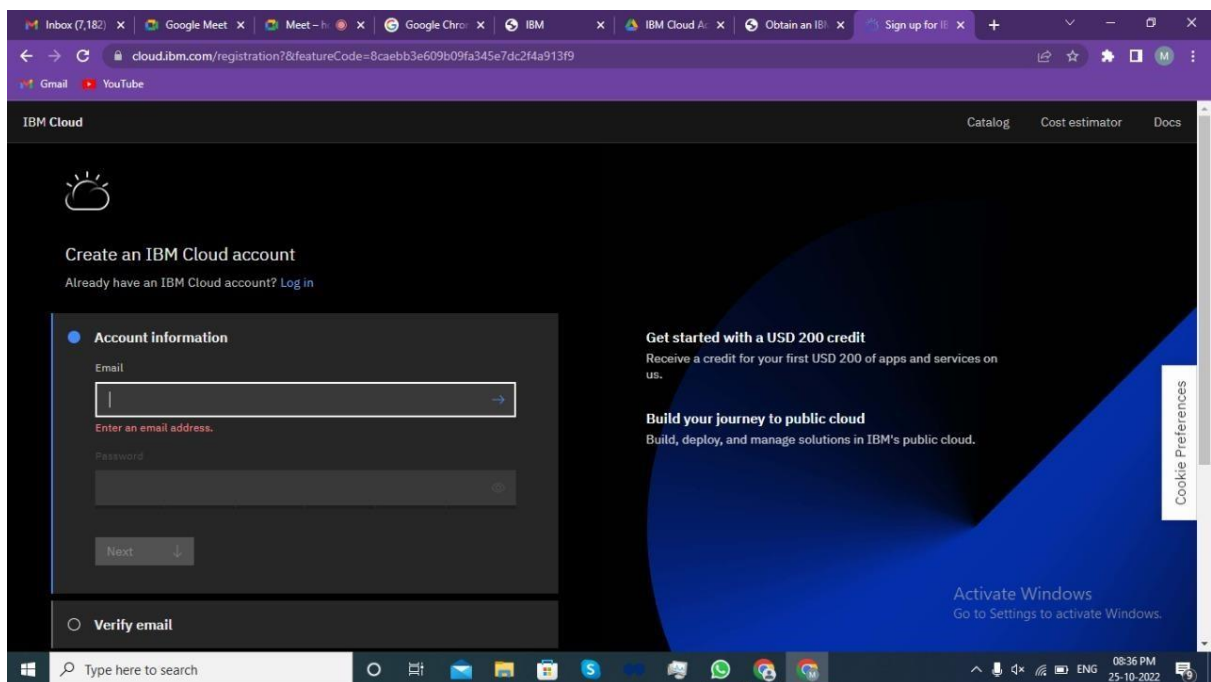 Inbox (7,182)
Google Meet
Meet – h
Google Chro
IBM
IBM Cloud Ac
Obtain an IBM
Sign up for IB
cloud.ibm.com/registration?&featureCode=8caebb3e609b09fa345e7dc2f4a913f9
M
Gmail
YouTube
IBM Cloud
Catalog
Cost estimator
Docs
Create an IBM Cloud account
Already have an IBM Cloud account? Log in
Account information
Email
Enter an email address.
Password
Next
Verify email
Get started with a USD 200 credit
Receive a credit for your first USD 200 of apps and services on
us.
Build your journey to public cloud
Build, deploy, and manage solutions in IBM's public cloud.
Cookie Preferences
Activate Windows
Go to Settings to activate Windows.
Type here to search
ENG
08:36 PM
25-10-2022